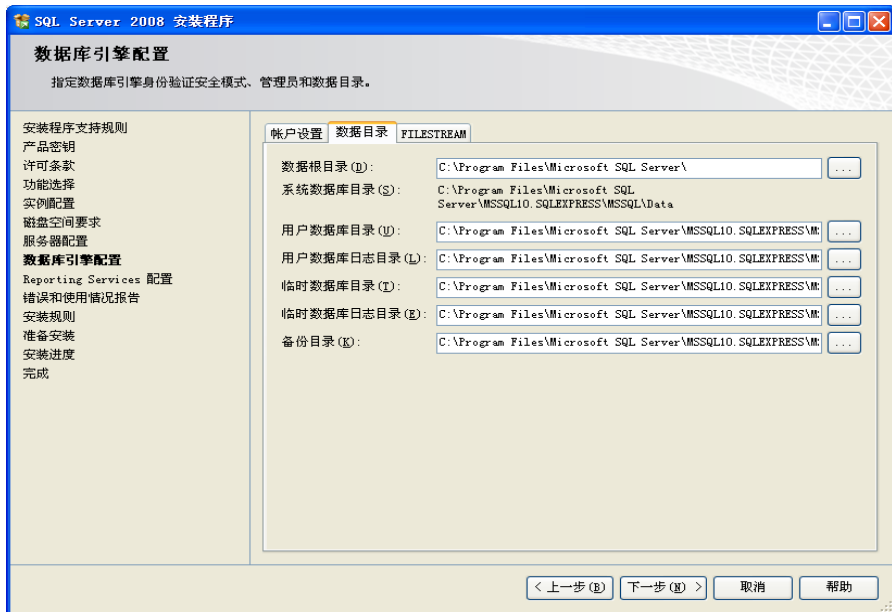 SQL Server 2008 安装程序
数据库引擎配置
指定数据库引擎身份验证安全模式、管理员和数据目录。
安装程序支持规则
产品密钥
许可条款
功能选择
实例配置
磁盘空间要求
服务器配置
数据库引擎配置
Reporting Services 配置
错误和使用情况报告
安装规则
准备安装
安装进度
完成
帐户设置 数据目录 FILESTREAM
数据根目录(D): C:\Program Files\Microsoft SQL Server\ ...
系统数据库目录(S): C:\Program Files\Microsoft SQL
Server\MSSQL10.SQLEXPRESS\MSSQL\Data
用户数据库目录(U): C:\Program Files\Microsoft SQL Server\MSSQL10.SQLEXPRESS\M ...
用户数据库日志目录(L): C:\Program Files\Microsoft SQL Server\MSSQL10.SQLEXPRESS\M ...
临时数据库目录(T): C:\Program Files\Microsoft SQL Server\MSSQL10.SQLEXPRESS\M ...
临时数据库日志目录(E): C:\Program Files\Microsoft SQL Server\MSSQL10.SQLEXPRESS\M ...
备份目录(K): C:\Program Files\Microsoft SQL Server\MSSQL10.SQLEXPRESS\M ...
< 上一步(B) 下一步(N) > 取消 帮助